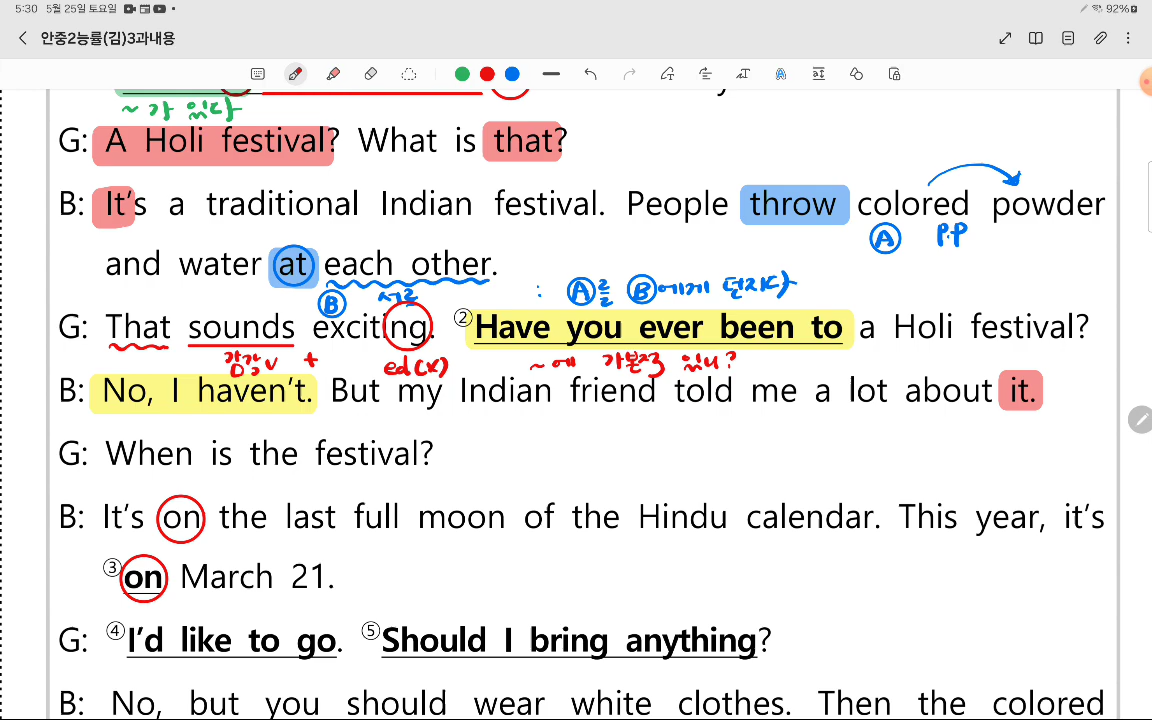 5:30 5월 25일 토요일 92%
안중2능률(김)3과내용
~ 가 있다
G: A Holi festival? What is that?
B: It's a traditional Indian festival. People throw colored powder
Ⓐ P.P
and water at each other.
Ⓑ 서로 : Ⓐ를 Ⓑ에게 던지다
G: That sounds exciting. ②Have you ever been to a Holi festival?
감각v + ed(x) ~에 가본적 있니?
B: No, I haven't. But my Indian friend told me a lot about it.
G: When is the festival?
B: It's on the last full moon of the Hindu calendar. This year, it's
③on March 21.
G: ④I'd like to go. ⑤Should I bring anything?
B: No, but you should wear white clothes. Then the colored